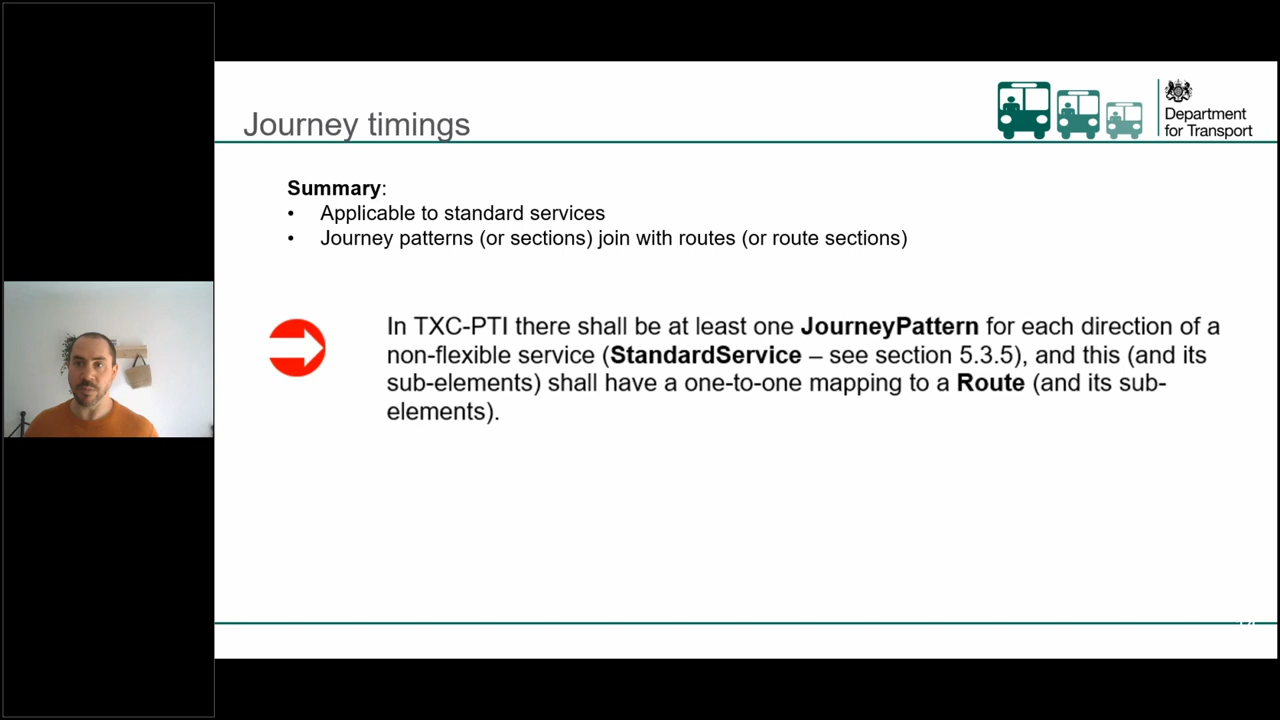 Journey timings
Department
for Transport
Summary:
• Applicable to standard services
• Journey patterns (or sections) join with routes (or route sections)
In TXC-PTI there shall be at least one JourneyPattern for each direction of a
non-flexible service (StandardService – see section 5.3.5), and this (and its
sub-elements) shall have a one-to-one mapping to a Route (and its sub-
elements).